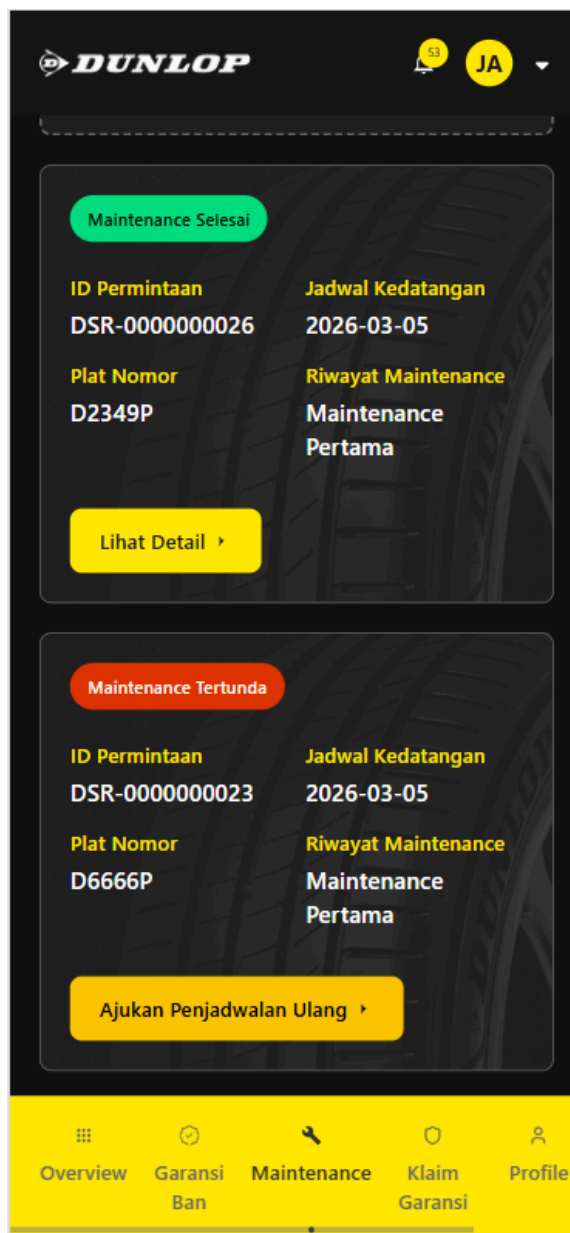 DUNLOP
53
JA
Maintenance Selesai
ID Permintaan
Jadwal Kedatangan
DSR-0000000026
2026-03-05
Plat Nomor
Riwayat Maintenance
D2349P
Maintenance
Pertama
Lihat Detail
Maintenance Tertunda
ID Permintaan
Jadwal Kedatangan
DSR-0000000023
2026-03-05
Plat Nomor
Riwayat Maintenance
D6666P
Maintenance
Pertama
Ajukan Penjadwalan Ulang
Overview
Garansi
Ban
Maintenance
Klaim
Garansi
Profile